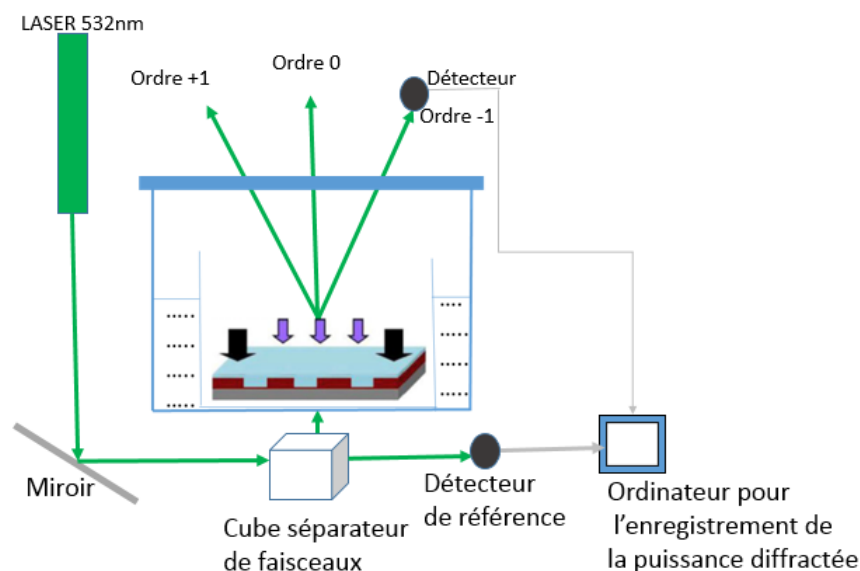 LASER 532nm
Ordre +1
Ordre 0
Détecteur
Ordre -1
Miroir
Cube séparateur
de faisceaux
Détecteur
de référence
Ordinateur pour
l'enregistrement de
la puissance diffractée